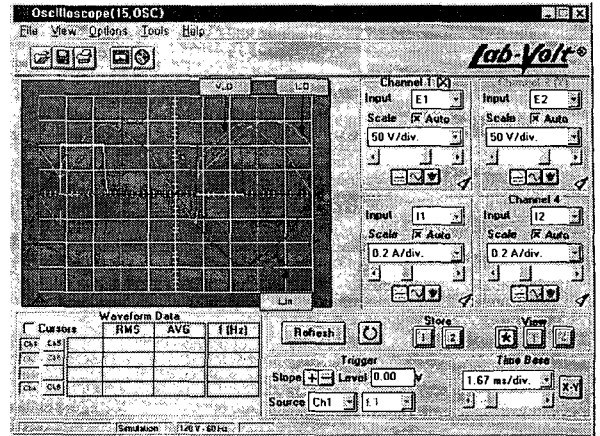 Oscilloscope(15,OSC)
File View Options Tools Help
Lab-Volt®
Channel 1 (X)
Input E1
Scale Auto
50 V/div.
Input E2
Scale Auto
50 V/div.
Input I1
Scale Auto
0.2 A/div.
Channel 4
Input I2
Scale Auto
0.2 A/div.
Waveform Data
Cursors RMS AVG f (Hz)
Refresh
Store
1 2
View
Trigger
Slope + - Level 0.00 V
Source Ch1 E1
Time Base
1.67 ms/div. X-Y
Simulation 120 V - 60 Hz